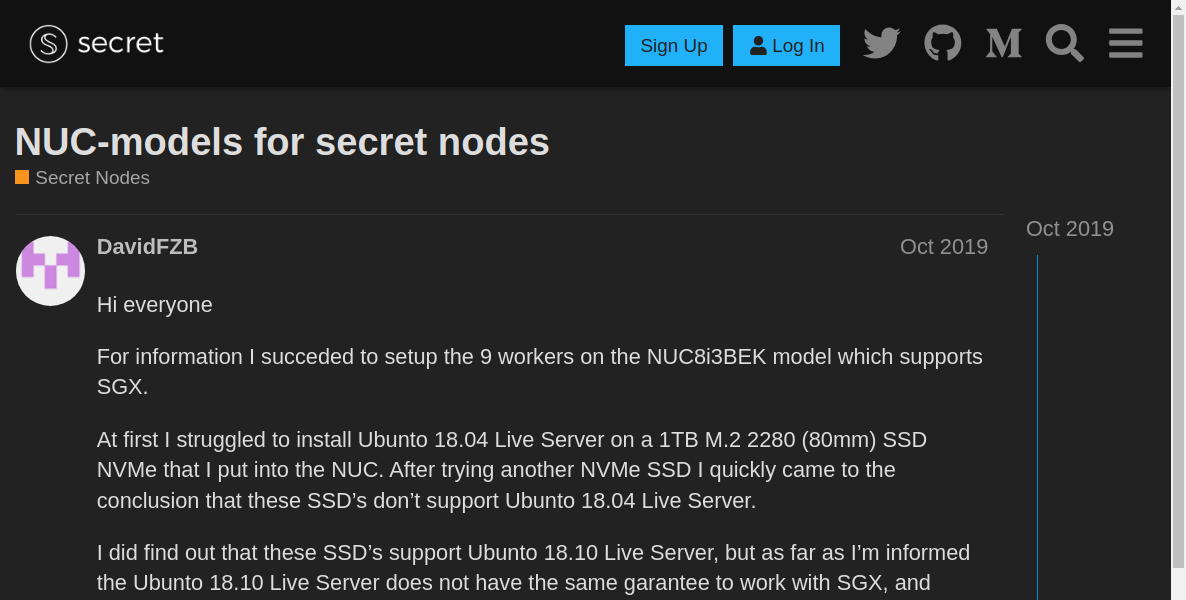 secret
Sign Up
Log In
NUC-models for secret nodes
Secret Nodes
Oct 2019
DavidFZB
Oct 2019
Hi everyone
For information I succeded to setup the 9 workers on the NUC8i3BEK model which supports
SGX.
At first I struggled to install Ubunto 18.04 Live Server on a 1TB M.2 2280 (80mm) SSD
NVMe that I put into the NUC. After trying another NVMe SSD I quickly came to the
conclusion that these SSD’s don’t support Ubunto 18.04 Live Server.
I did find out that these SSD’s support Ubunto 18.10 Live Server, but as far as I’m informed
the Ubunto 18.10 Live Server does not have the same garantee to work with SGX, and